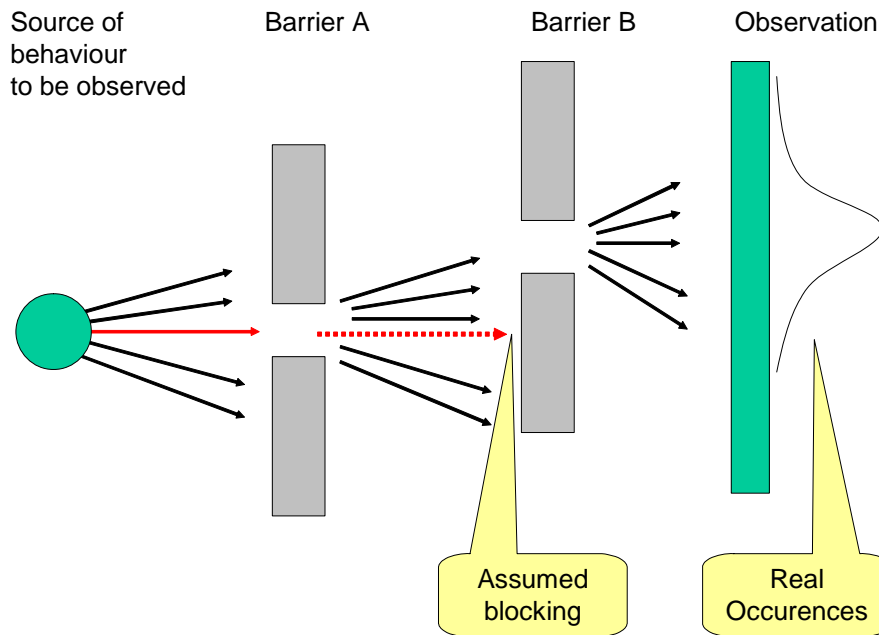 Source of
behaviour
to be observed
Barrier A
Barrier B
Observation
Assumed
blocking
Real
Occurences